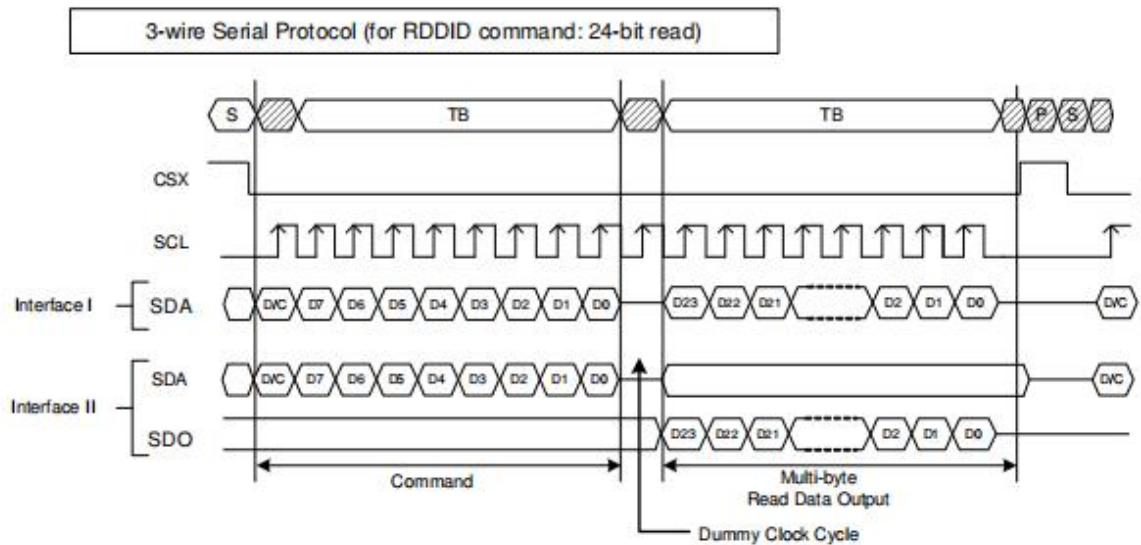 3-wire Serial Protocol (for RDDID command: 24-bit read)
S TB TB P S
CSX
SCL
Interface I SDA D/C D7 D6 D5 D4 D3 D2 D1 D0 D23 D22 D21 D2 D1 D0 D/C
SDA D/C D7 D6 D5 D4 D3 D2 D1 D0 D/C
Interface II
SDO D23 D22 D21 D2 D1 D0
Command Multi-byte
Read Data Output
Dummy Clock Cycle